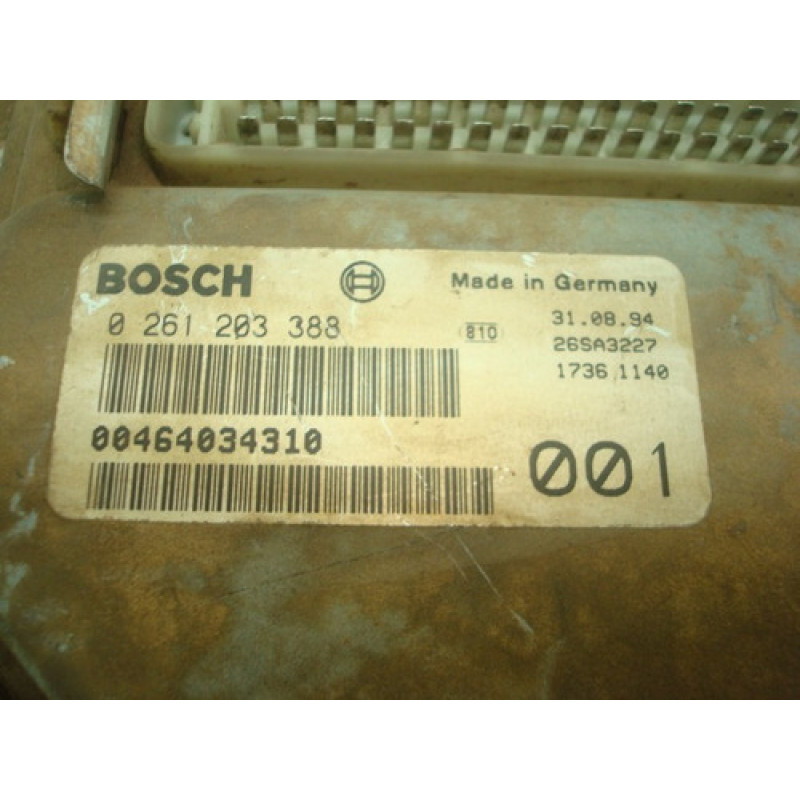 BOSCH Made in Germany
0 261 203 388 810 31.08.94
26SA3227
1736 1140
00464034310
001